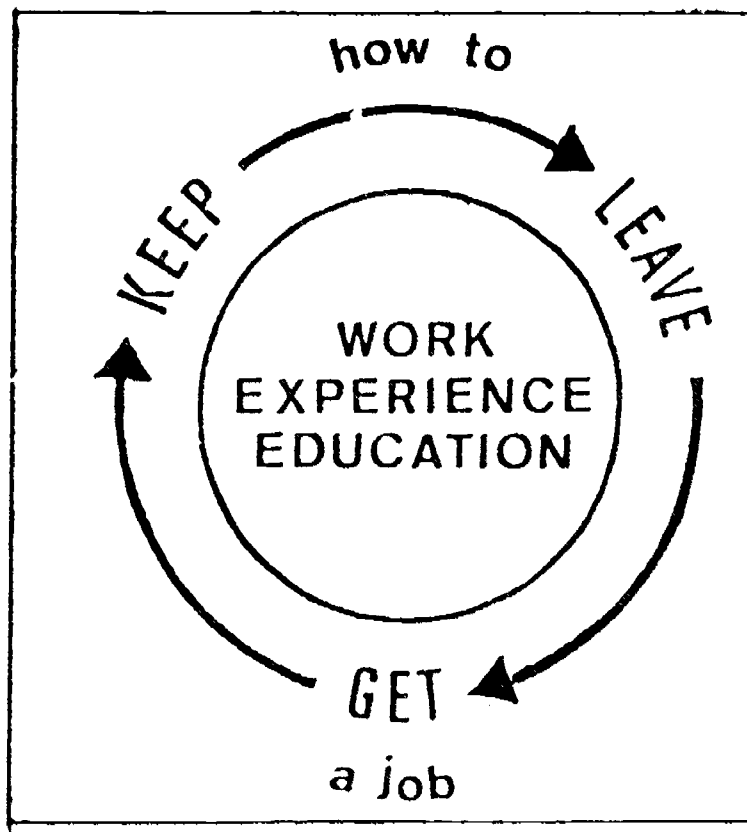 how to
KEEP
LEAVE
WORK
EXPERIENCE
EDUCATION
GET
a job